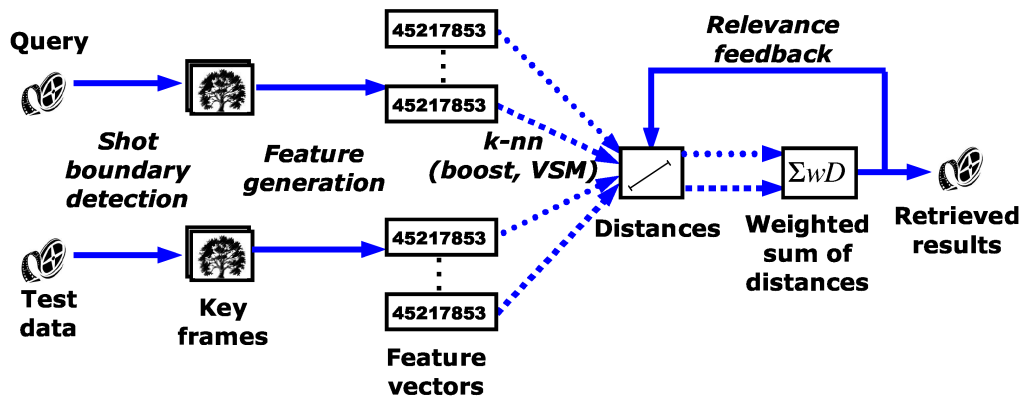 Query
Shot
boundary
detection
Test
data
Key
frames
Feature
generation
45217853
45217853
45217853
45217853
Feature
vectors
k-nn
(boost, VSM)
Relevance
feedback
Distances
ΣwD
Weighted
sum of
distances
Retrieved
results